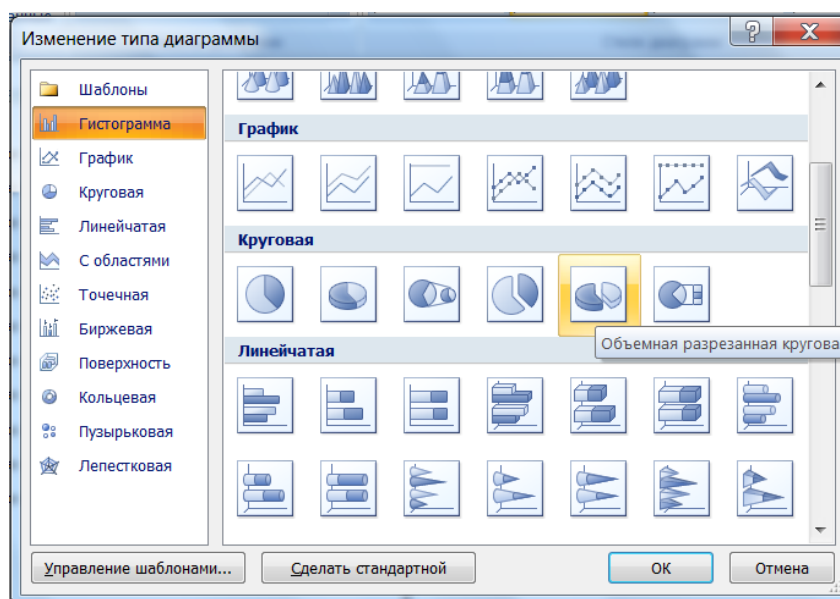 Изменение типа диаграммы
Шаблоны
Гистограмма
График
Круговая
Линейчатая
С областями
Точечная
Биржевая
Поверхность
Кольцевая
Пузырьковая
Лепестковая
График
Круговая
Объемная разрезанная кругова
Линейчатая
Управление шаблонами...
Сделать стандартной
ОК
Отмена